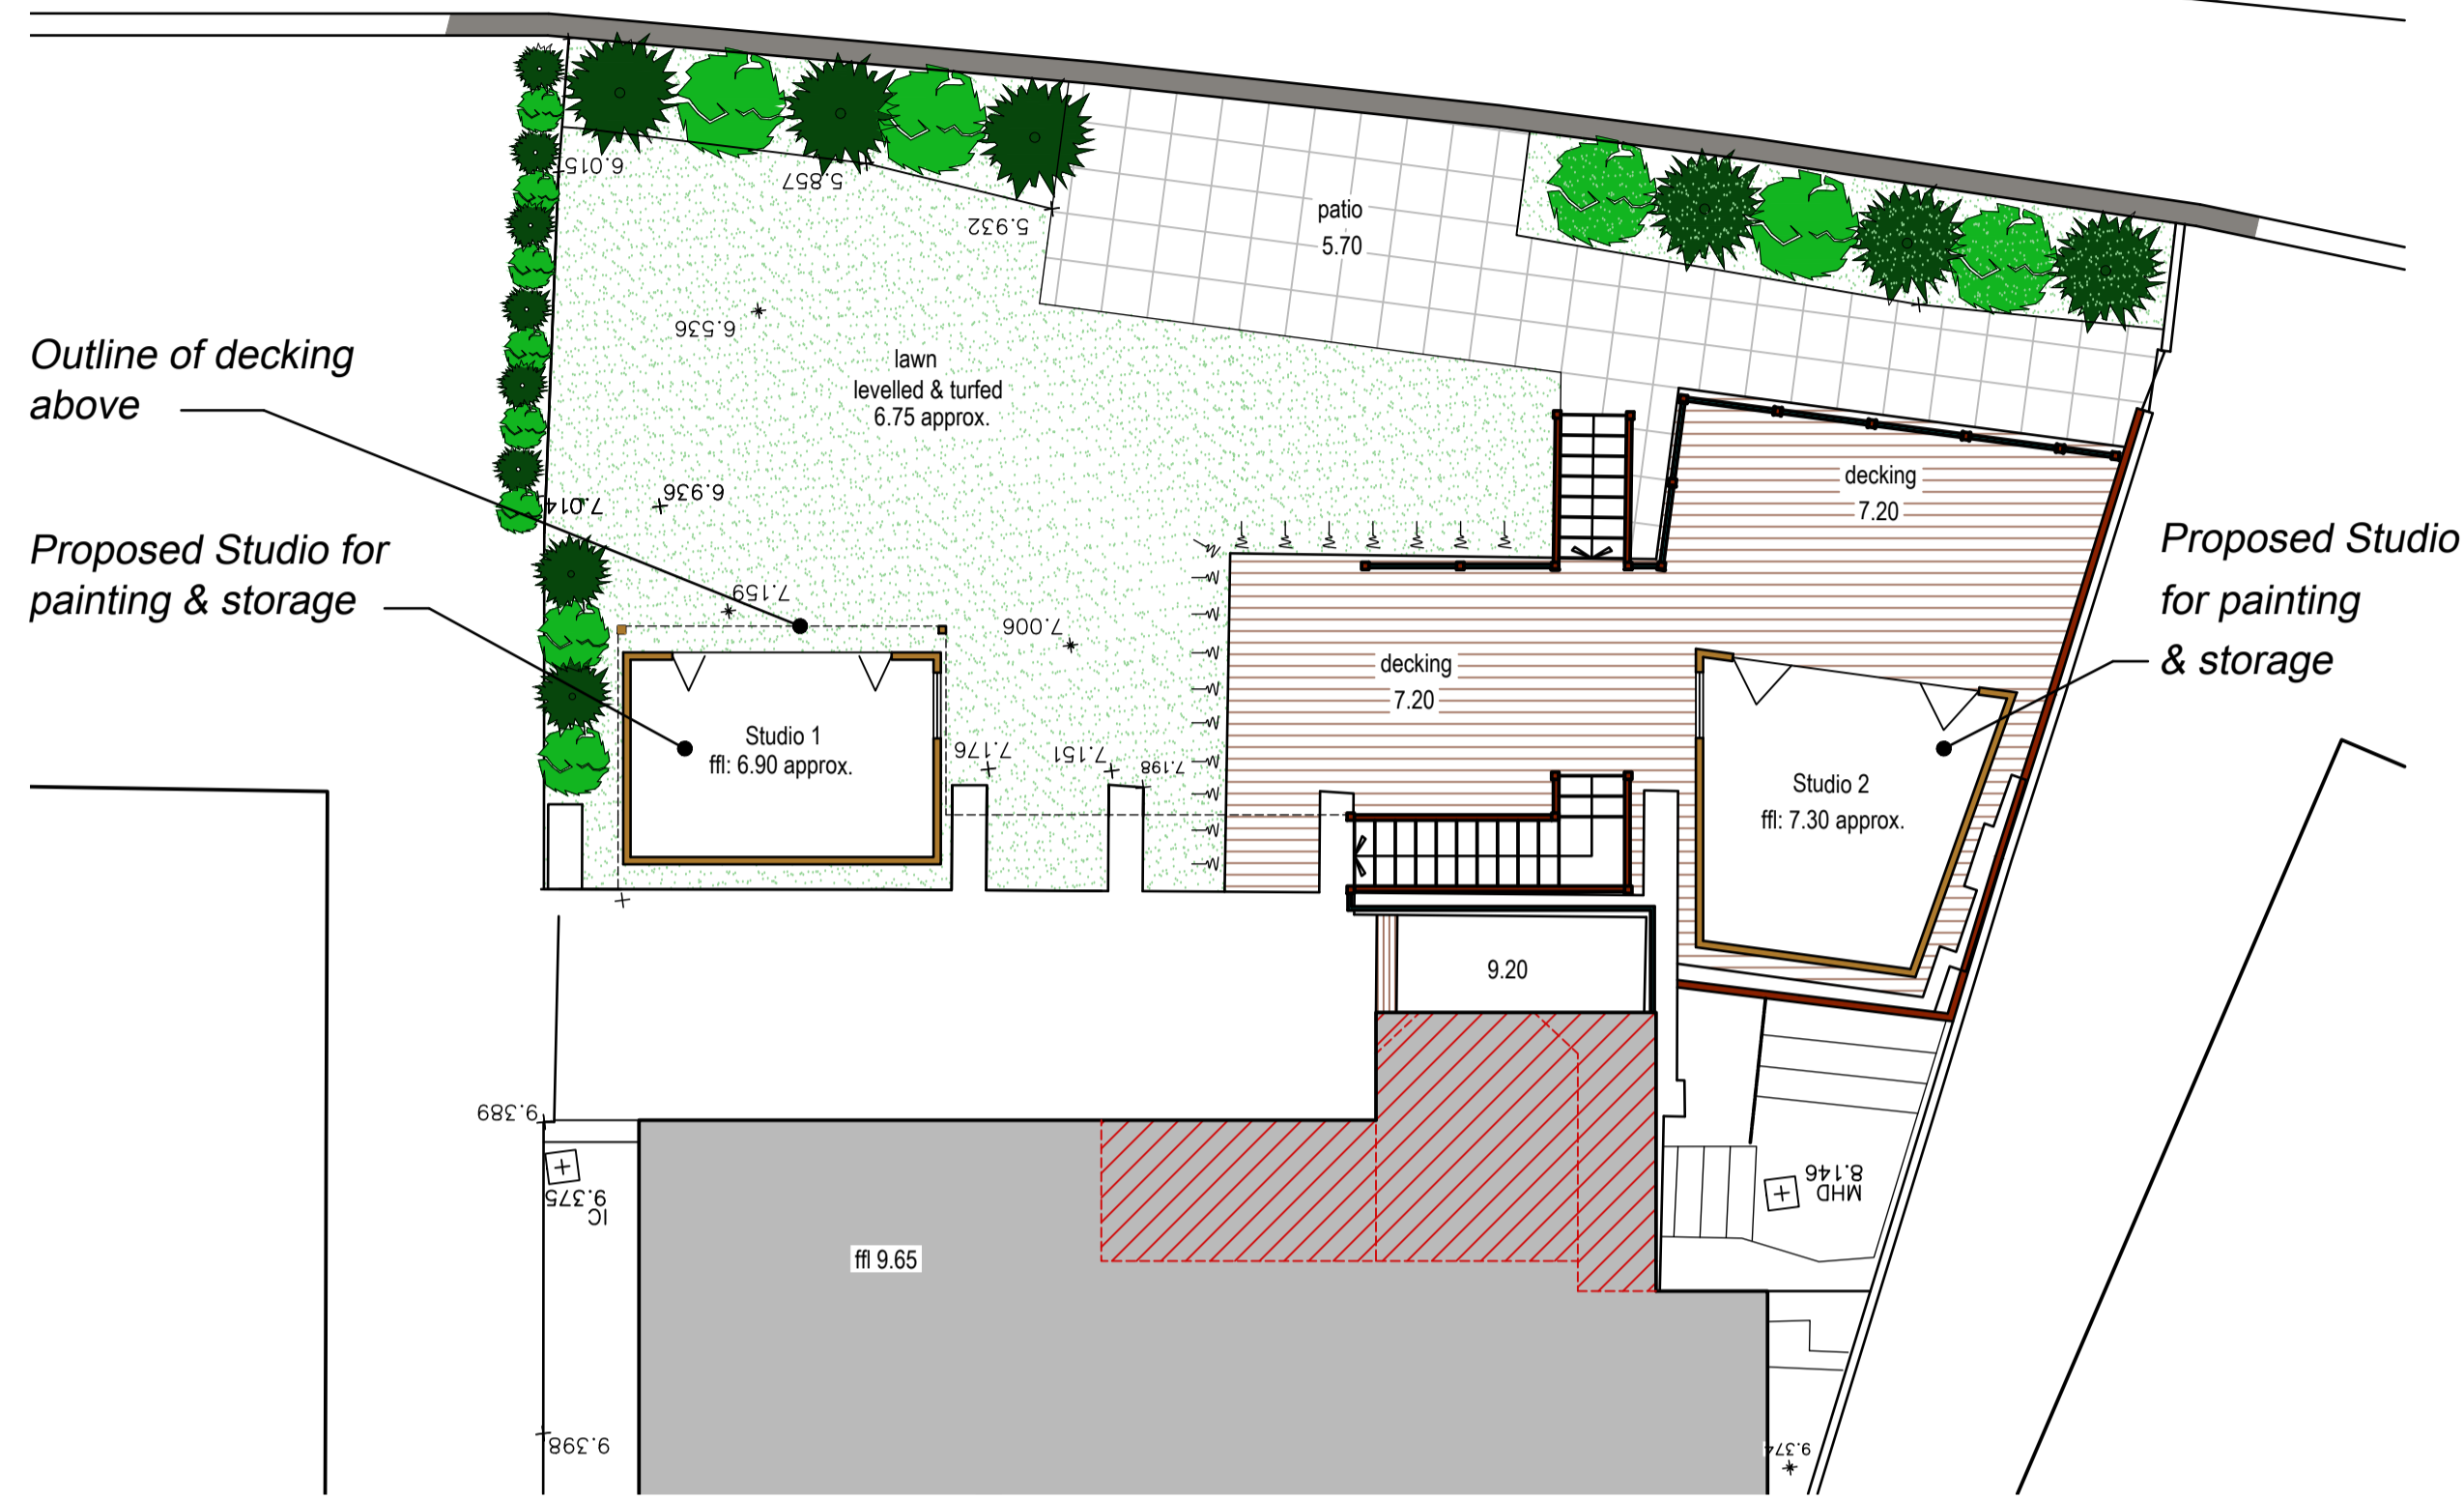 6.015
5.857
5.932
patio
5.70
6.536
Outline of decking
above
lawn
levelled & turfed
6.75 approx.
decking
7.20
7.014
6.936
Proposed Studio for
painting & storage
Proposed Studio
for painting
& storage
7.159
7.006
decking
7.20
Studio 1
ffl: 6.90 approx.
7.176
7.151
7.198
Studio 2
ffl: 7.30 approx.
9.20
9.389
9.375
IC
8.146
MHD
ffl 9.65
9.398
9.374